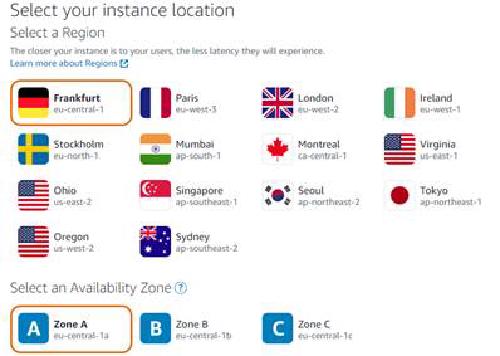 Select your instance location
Select a Region
The closer your instance is to your users, the less latency they will experience.
Learn more about Regions
Frankfurt
eu-central-1
Paris
eu-west-3
London
eu-west-2
Ireland
eu-west-1
Stockholm
eu-north-1
Mumbai
ap-south-1
Montreal
ca-central-1
Virginia
us-east-1
Ohio
us-east-2
Singapore
ap-southeast-1
Seoul
ap-northeast-2
Tokyo
ap-northeast-1
Oregon
us-west-2
Sydney
ap-southeast-2
Select an Availability Zone ?
A
Zone A
eu-central-1a
B
Zone B
eu-central-1b
C
Zone C
eu-central-1c